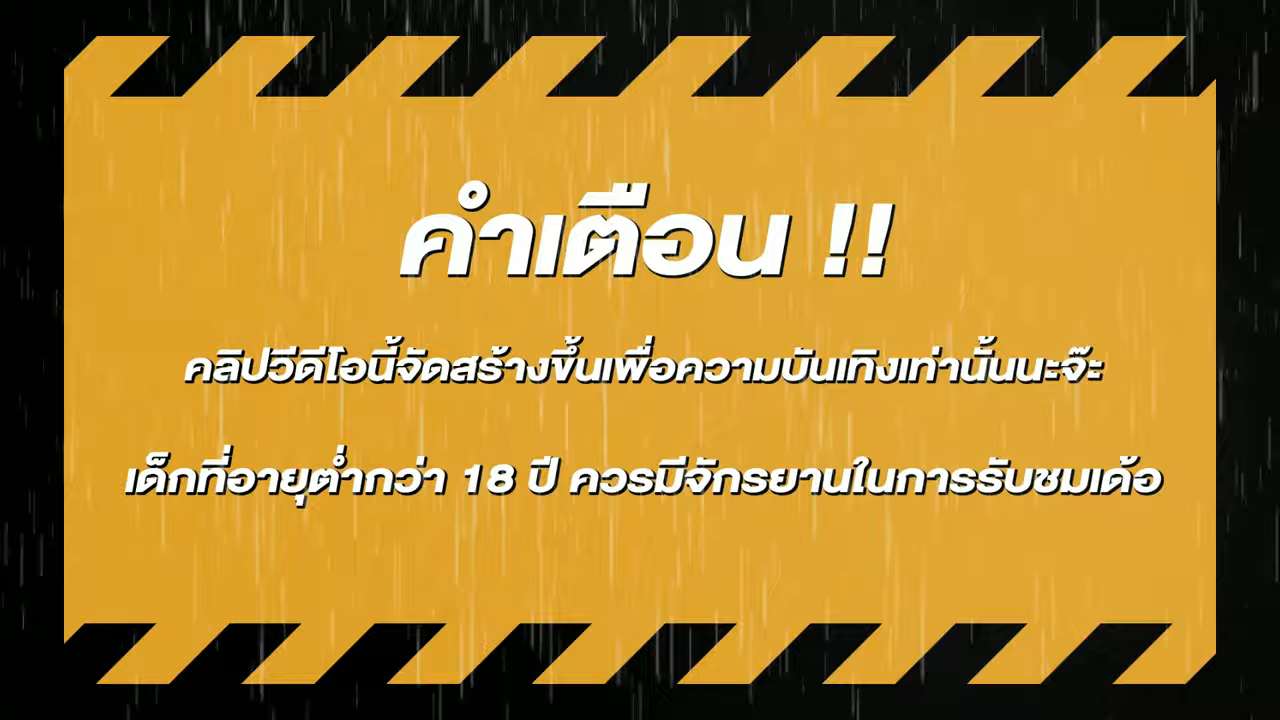 คำเตือน !!
คลิปวีดีโอนี้จัดสร้างขึ้นเพื่อความบันเทิงเท่านั้นนะจ๊ะ
เด็กที่อายุต่ำกว่า 18 ปี ควรมีจักรยานในการรับชมเด้อ